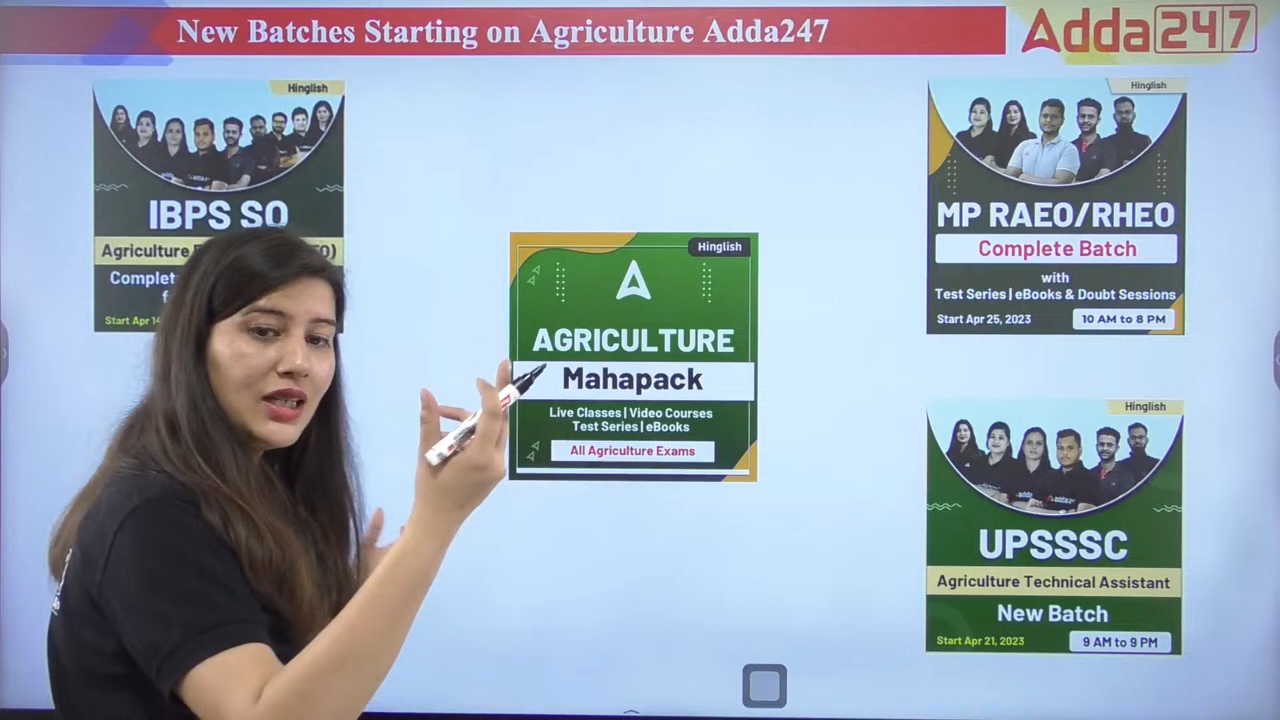 New Batches Starting on Agriculture Adda247
Adda247
Hinglish
IBPS SO
Agriculture
Start Apr
Hinglish
AGRICULTURE
Mahapack
Live Classes | Video Courses
Test Series | eBooks
All Agriculture Exams
Hinglish
MP RAEO/RHEO
Complete Batch
with
Test Series | eBooks & Doubt Sessions
Start Apr 25, 2023 10 AM to 8 PM
Hinglish
UPSSSC
Agriculture Technical Assistant
New Batch
Start Apr 21, 2023 9 AM to 9 PM